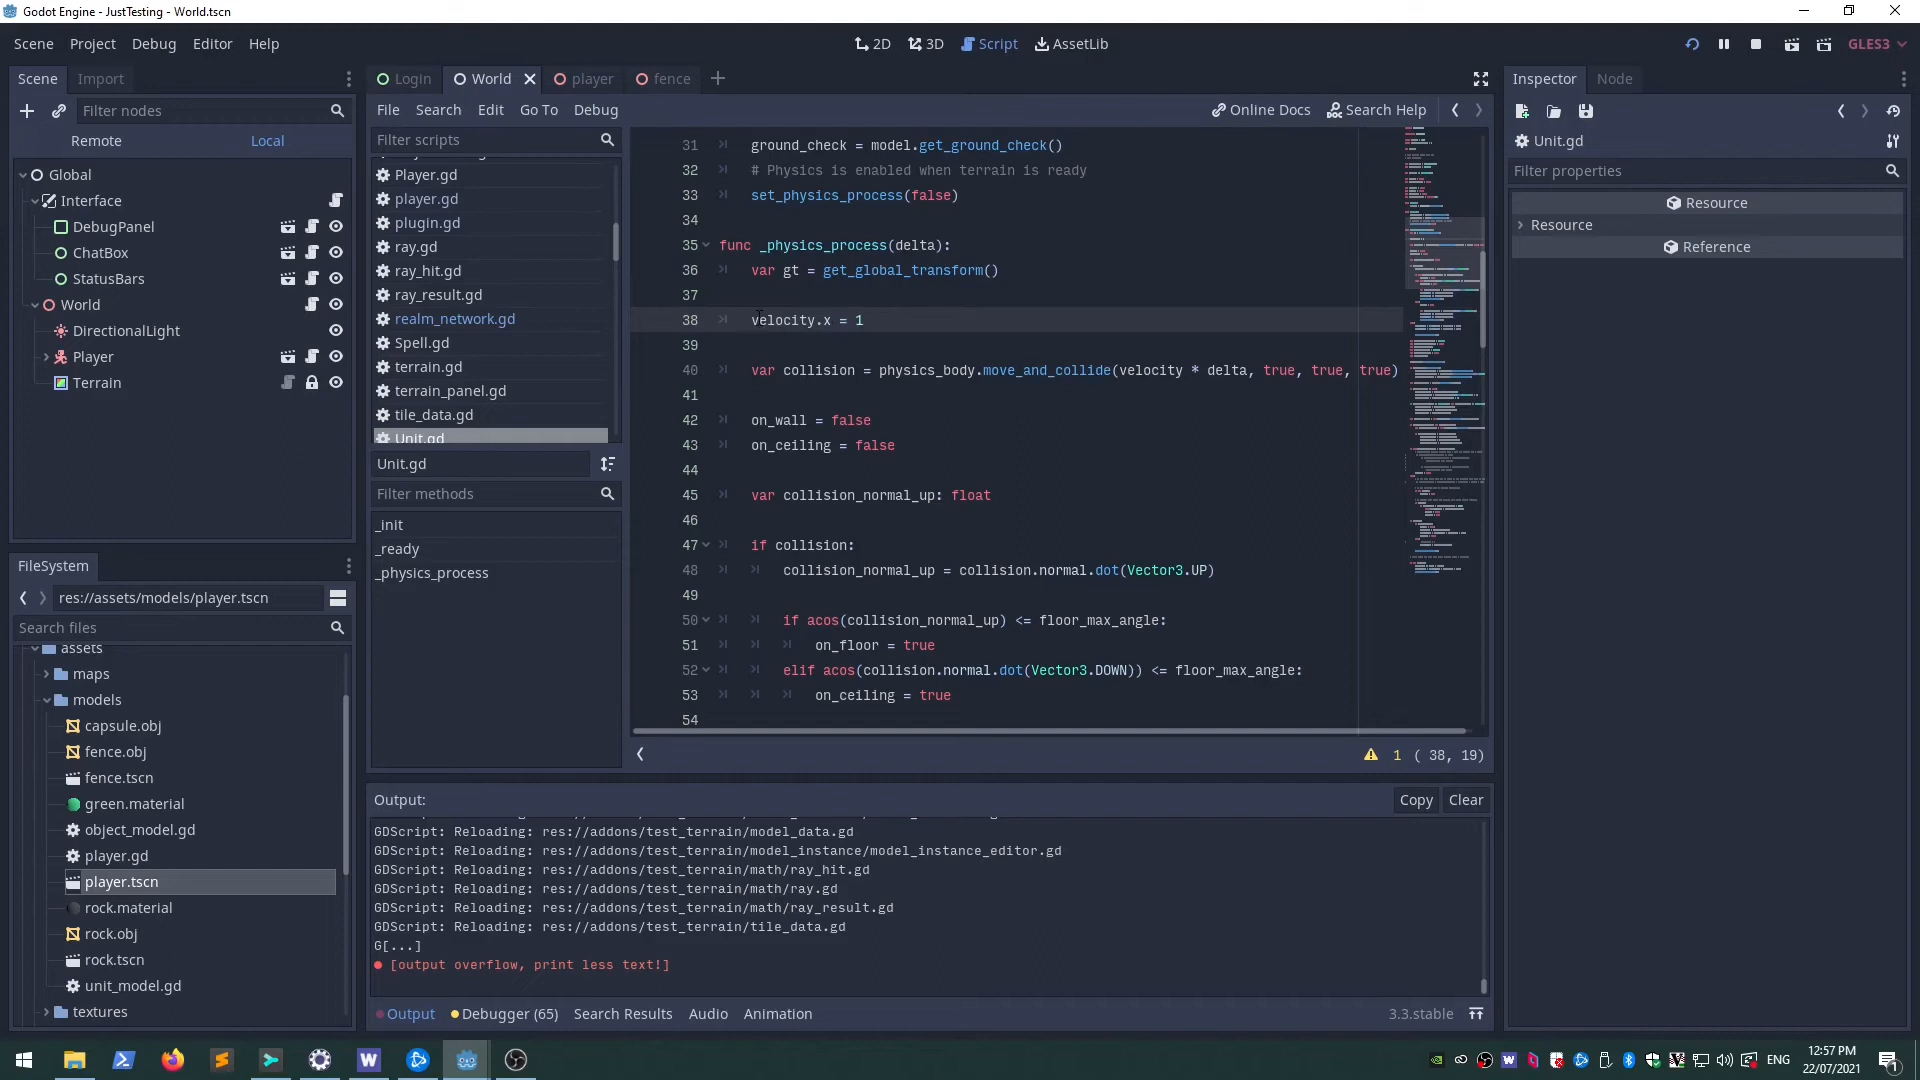 Godot Engine - JustTesting - World.tscn
Scene Project Debug Editor Help
2D 3D Script AssetLib
GLES3
Scene Import
Filter nodes
Remote Local
Global
Interface
DebugPanel
ChatBox
StatusBars
World
DirectionalLight
Player
Terrain
FileSystem
res://assets/models/player.tscn
Search files
assets
maps
models
capsule.obj
fence.obj
fence.tscn
green.material
object_model.gd
player.gd
player.tscn
rock.material
rock.obj
rock.tscn
unit_model.gd
textures
Login World player fence
File Search Edit Go To Debug
Online Docs Search Help
Filter scripts
Player.gd
player.gd
plugin.gd
ray.gd
ray_hit.gd
ray_result.gd
realm_network.gd
Spell.gd
terrain.gd
terrain_panel.gd
tile_data.gd
Unit.gd
Unit.gd
Filter methods
_init
_ready
_physics_process
31 ground_check = model.get_ground_check()
32 # Physics is enabled when terrain is ready
33 set_physics_process(false)
34
35 func _physics_process(delta):
36 var gt = get_global_transform()
37
38 velocity.x = 1
39
40 var collision = physics_body.move_and_collide(velocity * delta, true, true, true)
41
42 on_wall = false
43 on_ceiling = false
44
45 var collision_normal_up: float
46
47 if collision:
48 collision_normal_up = collision.normal.dot(Vector3.UP)
49
50 if acos(collision_normal_up) <= floor_max_angle:
51 on_floor = true
52 elif acos(collision.normal.dot(Vector3.DOWN)) <= floor_max_angle:
53 on_ceiling = true
54
1 ( 38, 19)
Output:
Copy Clear
GDScript: Reloading: res://addons/test_terrain/model_data.gd
GDScript: Reloading: res://addons/test_terrain/model_instance/model_instance_editor.gd
GDScript: Reloading: res://addons/test_terrain/math/ray_hit.gd
GDScript: Reloading: res://addons/test_terrain/math/ray.gd
GDScript: Reloading: res://addons/test_terrain/math/ray_result.gd
GDScript: Reloading: res://addons/test_terrain/tile_data.gd
G[...]
[output overflow, print less text!]
Output Debugger (65) Search Results Audio Animation
3.3.stable
Inspector Node
Unit.gd
Filter properties
Resource
Resource
Reference
ENG
12:57 PM
22/07/2021
1